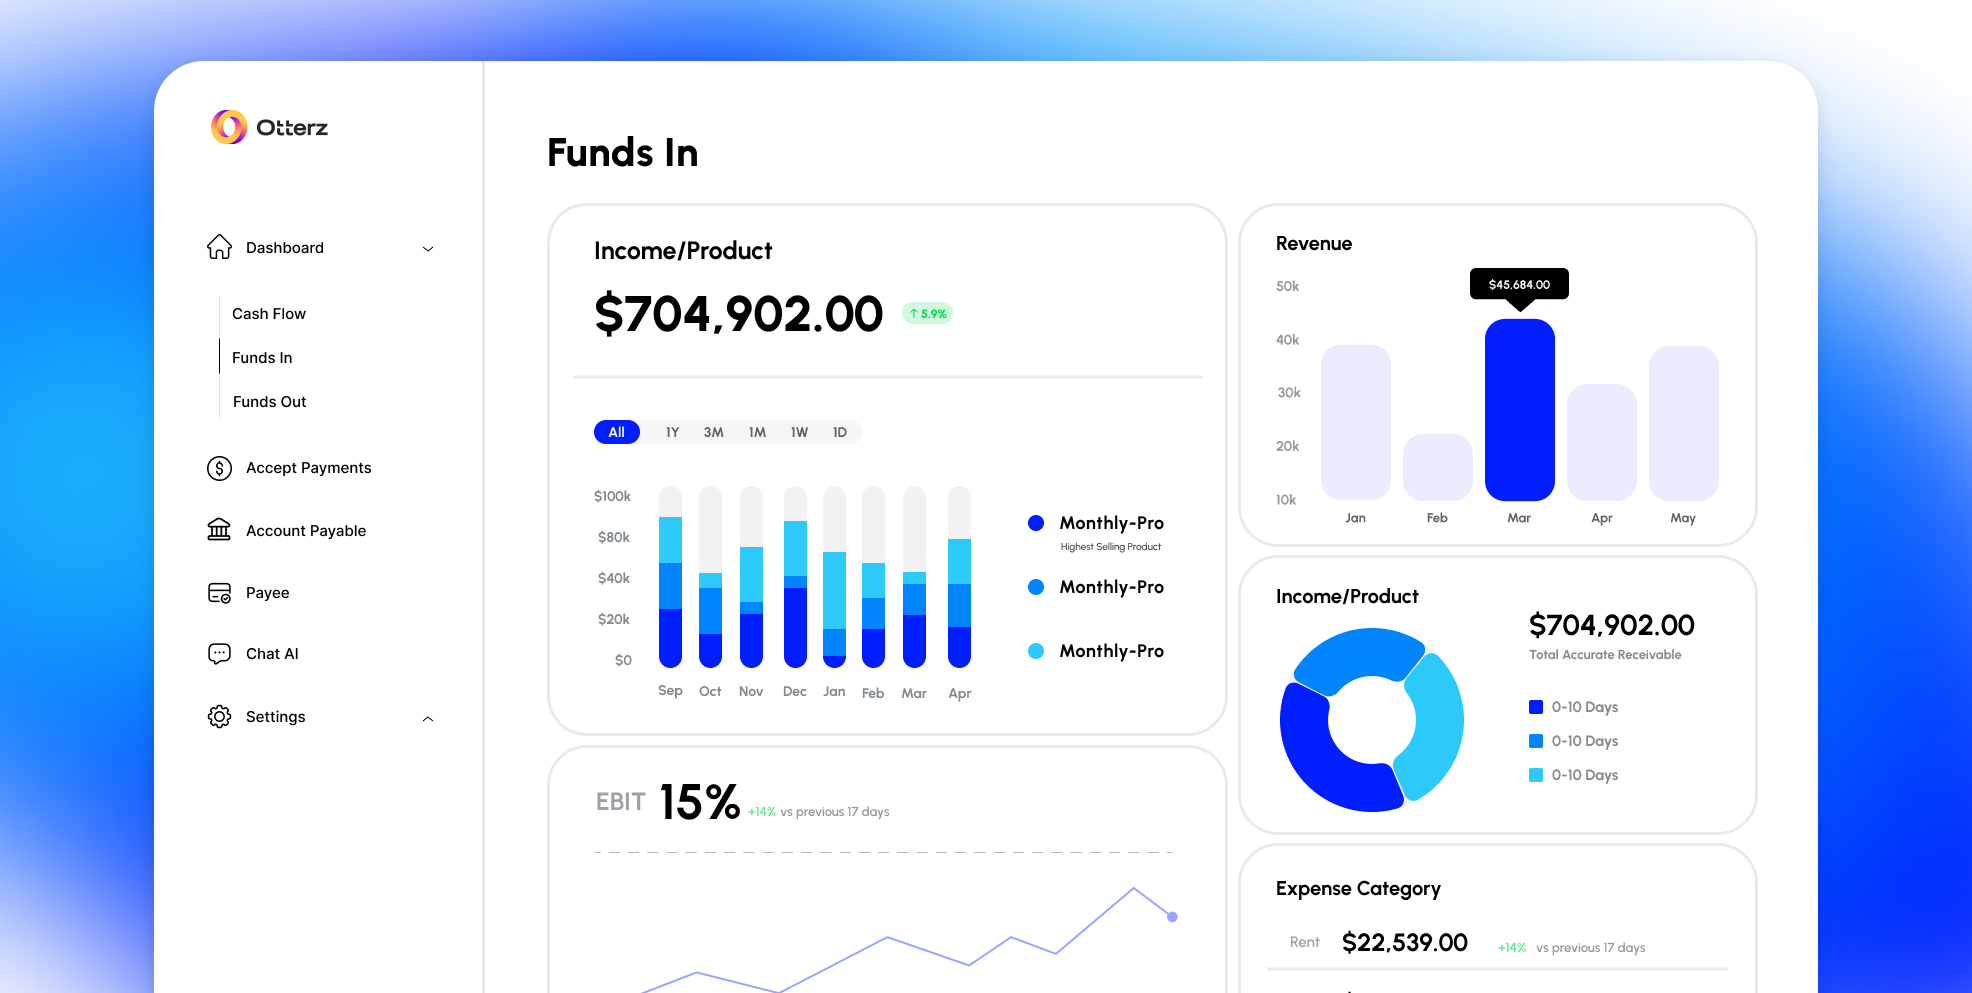 Otterz
Dashboard
Cash Flow
Funds In
Funds Out
Accept Payments
Account Payable
Payee
Chat AI
Settings
Funds In
Income/Product
$704,902.00 ↑ 5.9%
All 1Y 3M 1M 1W 1D
$100k
$80k
$40k
$20k
$0
Sep Oct Nov Dec Jan Feb Mar Apr
Monthly-Pro
Highest Selling Product
Monthly-Pro
Monthly-Pro
EBIT 15% +14% vs previous 17 days
Revenue
$45,684.00
50k
40k
30k
20k
10k
Jan Feb Mar Apr May
Income/Product
$704,902.00
Total Accurate Receivable
0-10 Days
0-10 Days
0-10 Days
Expense Category
Rent $22,539.00 +14% vs previous 17 days